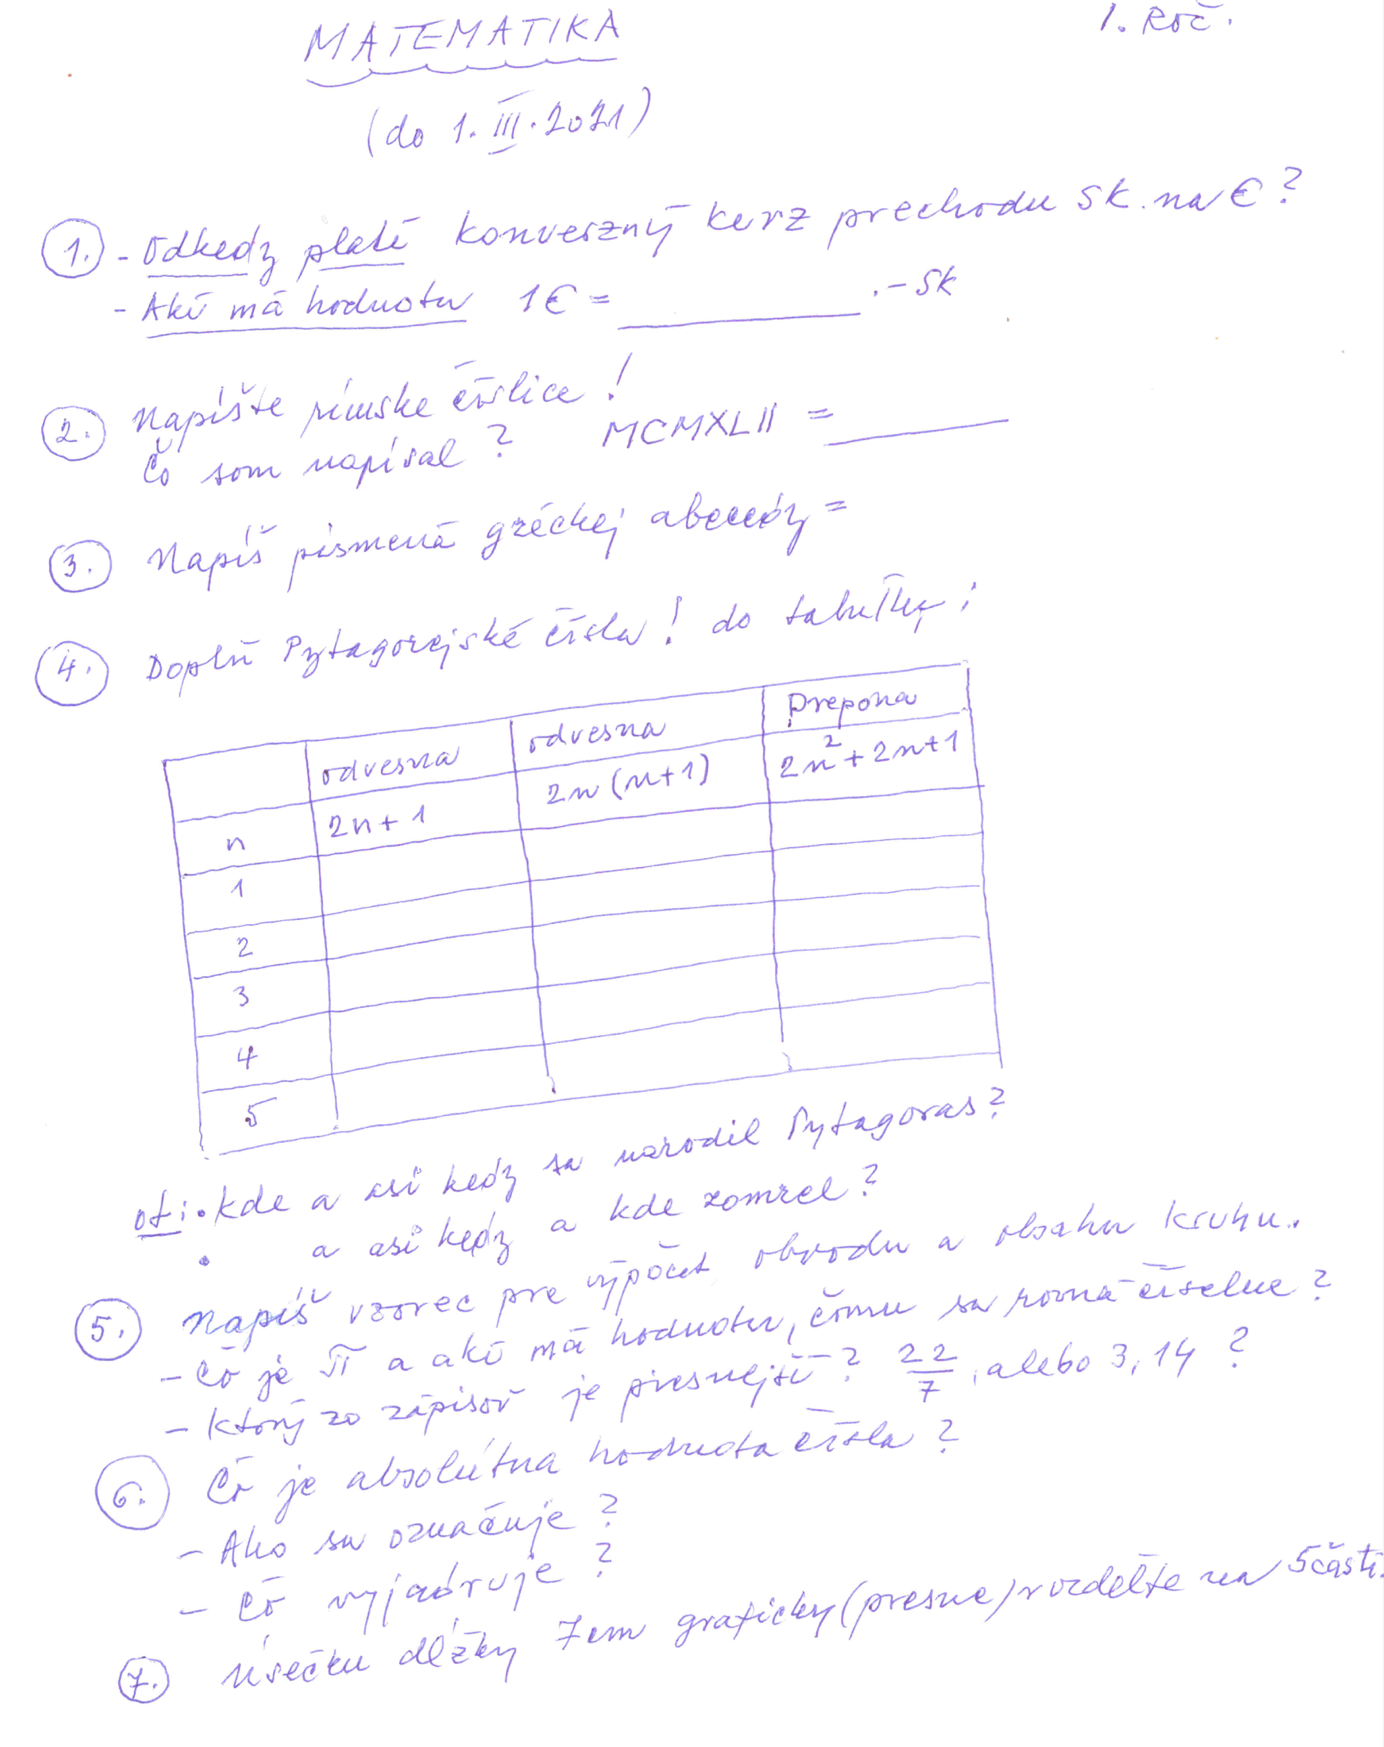 MATEMATIKA
1. Roč.
(do 1. III. 2021)
1. - Odkedy platí konverzný kurz prechodu Sk. na €?
- Akú má hodnotu 1€ = ________ .- Sk
2. Napíšte rímske číslice!
Čo som napísal? MCMXLII = ________
3. Napíš písmená gréckej abecedy =
4. Doplň Pytagorejské čísla! do tabuľky:
odvesna odvesna Prepona
n 2n+1 2n(n+1) 2n²+2n+1
1
2
3
4
5
ot: • kde a asi kedy sa narodil Pytagoras?
• a asi kedy a kde zomrel?
5. Napíš vzorec pre výpočet obvodu a obsahu kruhu.
- Čo je π a akú má hodnotu, čomu sa rovná číselne?
- Ktorý zo zápisov je presnejší? 22/7, alebo 3,14?
6. Čo je absolútna hodnota čísla?
- Ako sa označuje?
- Čo vyjadruje?
7. Úsečku dĺžky 7cm graficky (presne) rozdeľte na 5 častí.